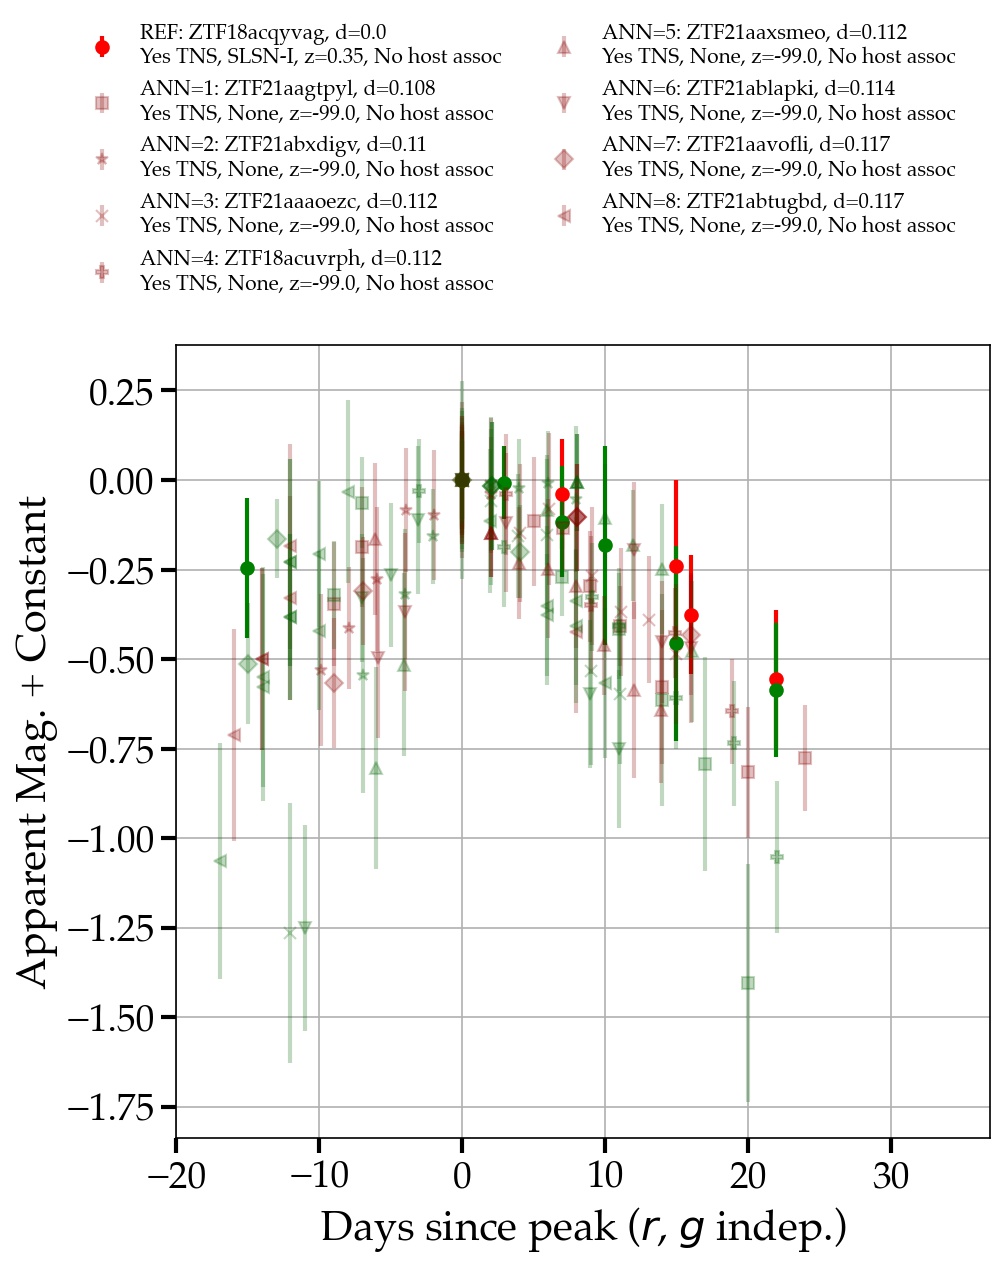 REF: ZTF18acqyvag, d=0.0
Yes TNS, SLSN-I, z=0.35, No host assoc
ANN=1: ZTF21aagtpyl, d=0.108
Yes TNS, None, z=-99.0, No host assoc
ANN=2: ZTF21abxdigv, d=0.11
Yes TNS, None, z=-99.0, No host assoc
ANN=3: ZTF21aaaoezc, d=0.112
Yes TNS, None, z=-99.0, No host assoc
ANN=4: ZTF18acuvrph, d=0.112
Yes TNS, None, z=-99.0, No host assoc
ANN=5: ZTF21aaxsmeo, d=0.112
Yes TNS, None, z=-99.0, No host assoc
ANN=6: ZTF21ablapki, d=0.114
Yes TNS, None, z=-99.0, No host assoc
ANN=7: ZTF21aavofli, d=0.117
Yes TNS, None, z=-99.0, No host assoc
ANN=8: ZTF21abtugbd, d=0.117
Yes TNS, None, z=-99.0, No host assoc
Apparent Mag. + Constant
0.25
0.00
−0.25
−0.50
−0.75
−1.00
−1.25
−1.50
−1.75
−20
−10
0
10
20
30
Days since peak (r, g indep.)